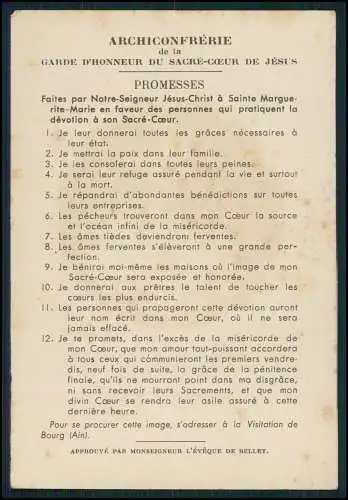 ARCHICONFRÉRIE
de la
GARDE D'HONNEUR DU SACRÉ-CŒUR DE JÉSUS
PROMESSES
Faites par Notre-Seigneur Jésus-Christ à Sainte Margue-
rite-Marie en faveur des personnes qui pratiquent la
dévotion à son Sacré-Cœur.
1. Je leur donnerai toutes les grâces nécessaires à
leur état.
2. Je mettrai la paix dans leur famille.
3. Je les consolerai dans toutes leurs peines.
4. Je serai leur refuge assuré pendant la vie et surtout
à la mort.
5. Je répandrai d'abondantes bénédictions sur toutes
leurs entreprises.
6. Les pécheurs trouveront dans mon Cœur la source
et l'océan infini de la miséricorde.
7. Les âmes tièdes deviendront ferventes.
8. Les âmes ferventes s'élèveront à une grande per-
fection.
9. Je bénirai moi-même les maisons où l'image de mon
Sacré-Cœur sera exposée et honorée.
10. Je donnerai aux prêtres le talent de toucher les
cœurs les plus endurcis.
11. Les personnes qui propageront cette dévotion auront
leur nom écrit dans mon Cœur, où il ne sera
jamais effacé.
12. Je te promets, dans l'excès de la miséricorde de
mon Cœur, que mon amour tout-puissant accordera
à tous ceux qui communieront les premiers vendre-
dis, neuf fois de suite, la grâce de la pénitence
finale, qu'ils ne mourront point dans ma disgrâce,
ni sans recevoir leurs Sacrements, et que mon
divin Cœur se rendra leur asile assuré à cette
dernière heure.
Pour se procurer cette image, s'adresser à la Visitation de
Bourg (Ain).
APPROUVÉ PAR MONSEIGNEUR L'ÉVÊQUE DE BELLEY.